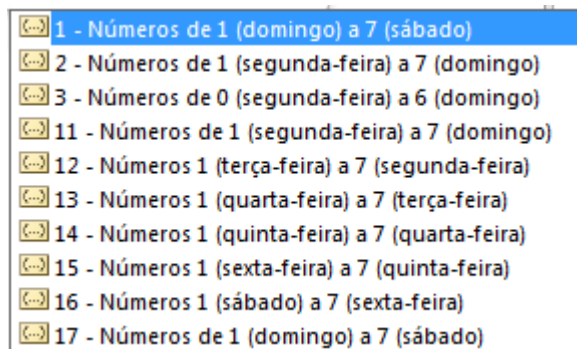 1 - Números de 1 (domingo) a 7 (sábado)
2 - Números de 1 (segunda-feira) a 7 (domingo)
3 - Números de 0 (segunda-feira) a 6 (domingo)
11 - Números de 1 (segunda-feira) a 7 (domingo)
12 - Números 1 (terça-feira) a 7 (segunda-feira)
13 - Números 1 (quarta-feira) a 7 (terça-feira)
14 - Números 1 (quinta-feira) a 7 (quarta-feira)
15 - Números 1 (sexta-feira) a 7 (quinta-feira)
16 - Números 1 (sábado) a 7 (sexta-feira)
17 - Números de 1 (domingo) a 7 (sábado)